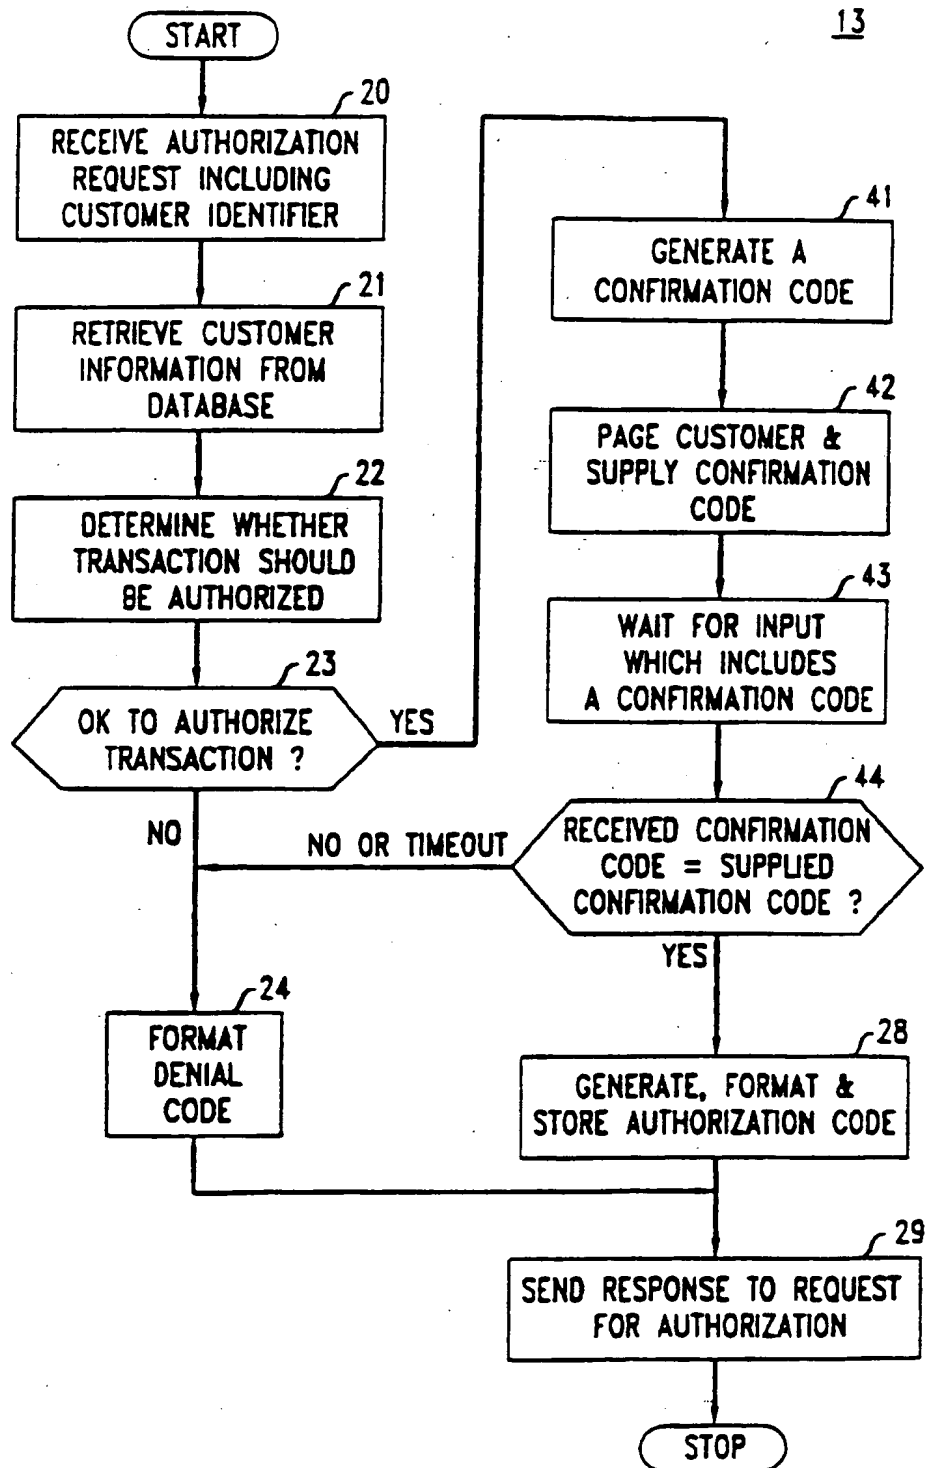 13
START
20
RECEIVE AUTHORIZATION
REQUEST INCLUDING
CUSTOMER IDENTIFIER
21
RETRIEVE CUSTOMER
INFORMATION FROM
DATABASE
22
DETERMINE WHETHER
TRANSACTION SHOULD
BE AUTHORIZED
23
OK TO AUTHORIZE
TRANSACTION ?
YES
NO
24
FORMAT
DENIAL
CODE
41
GENERATE A
CONFIRMATION CODE
42
PAGE CUSTOMER &
SUPPLY CONFIRMATION
CODE
43
WAIT FOR INPUT
WHICH INCLUDES
A CONFIRMATION CODE
44
RECEIVED CONFIRMATION
CODE = SUPPLIED
CONFIRMATION CODE ?
NO OR TIMEOUT
YES
28
GENERATE, FORMAT &
STORE AUTHORIZATION CODE
29
SEND RESPONSE TO REQUEST
FOR AUTHORIZATION
STOP